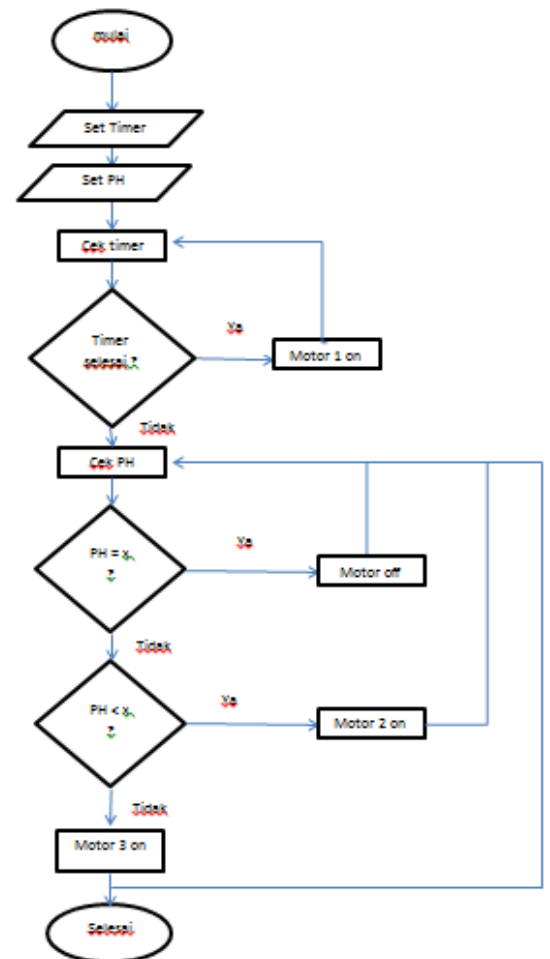 mulai
Set Timer
Set PH
Cek timer
Timer
selesai ?
Ya
Motor 1 on
Tidak
Cek PH
PH = x
?
Ya
Motor off
Tidak
PH < x
?
Ya
Motor 2 on
Tidak
Motor 3 on
Selesai